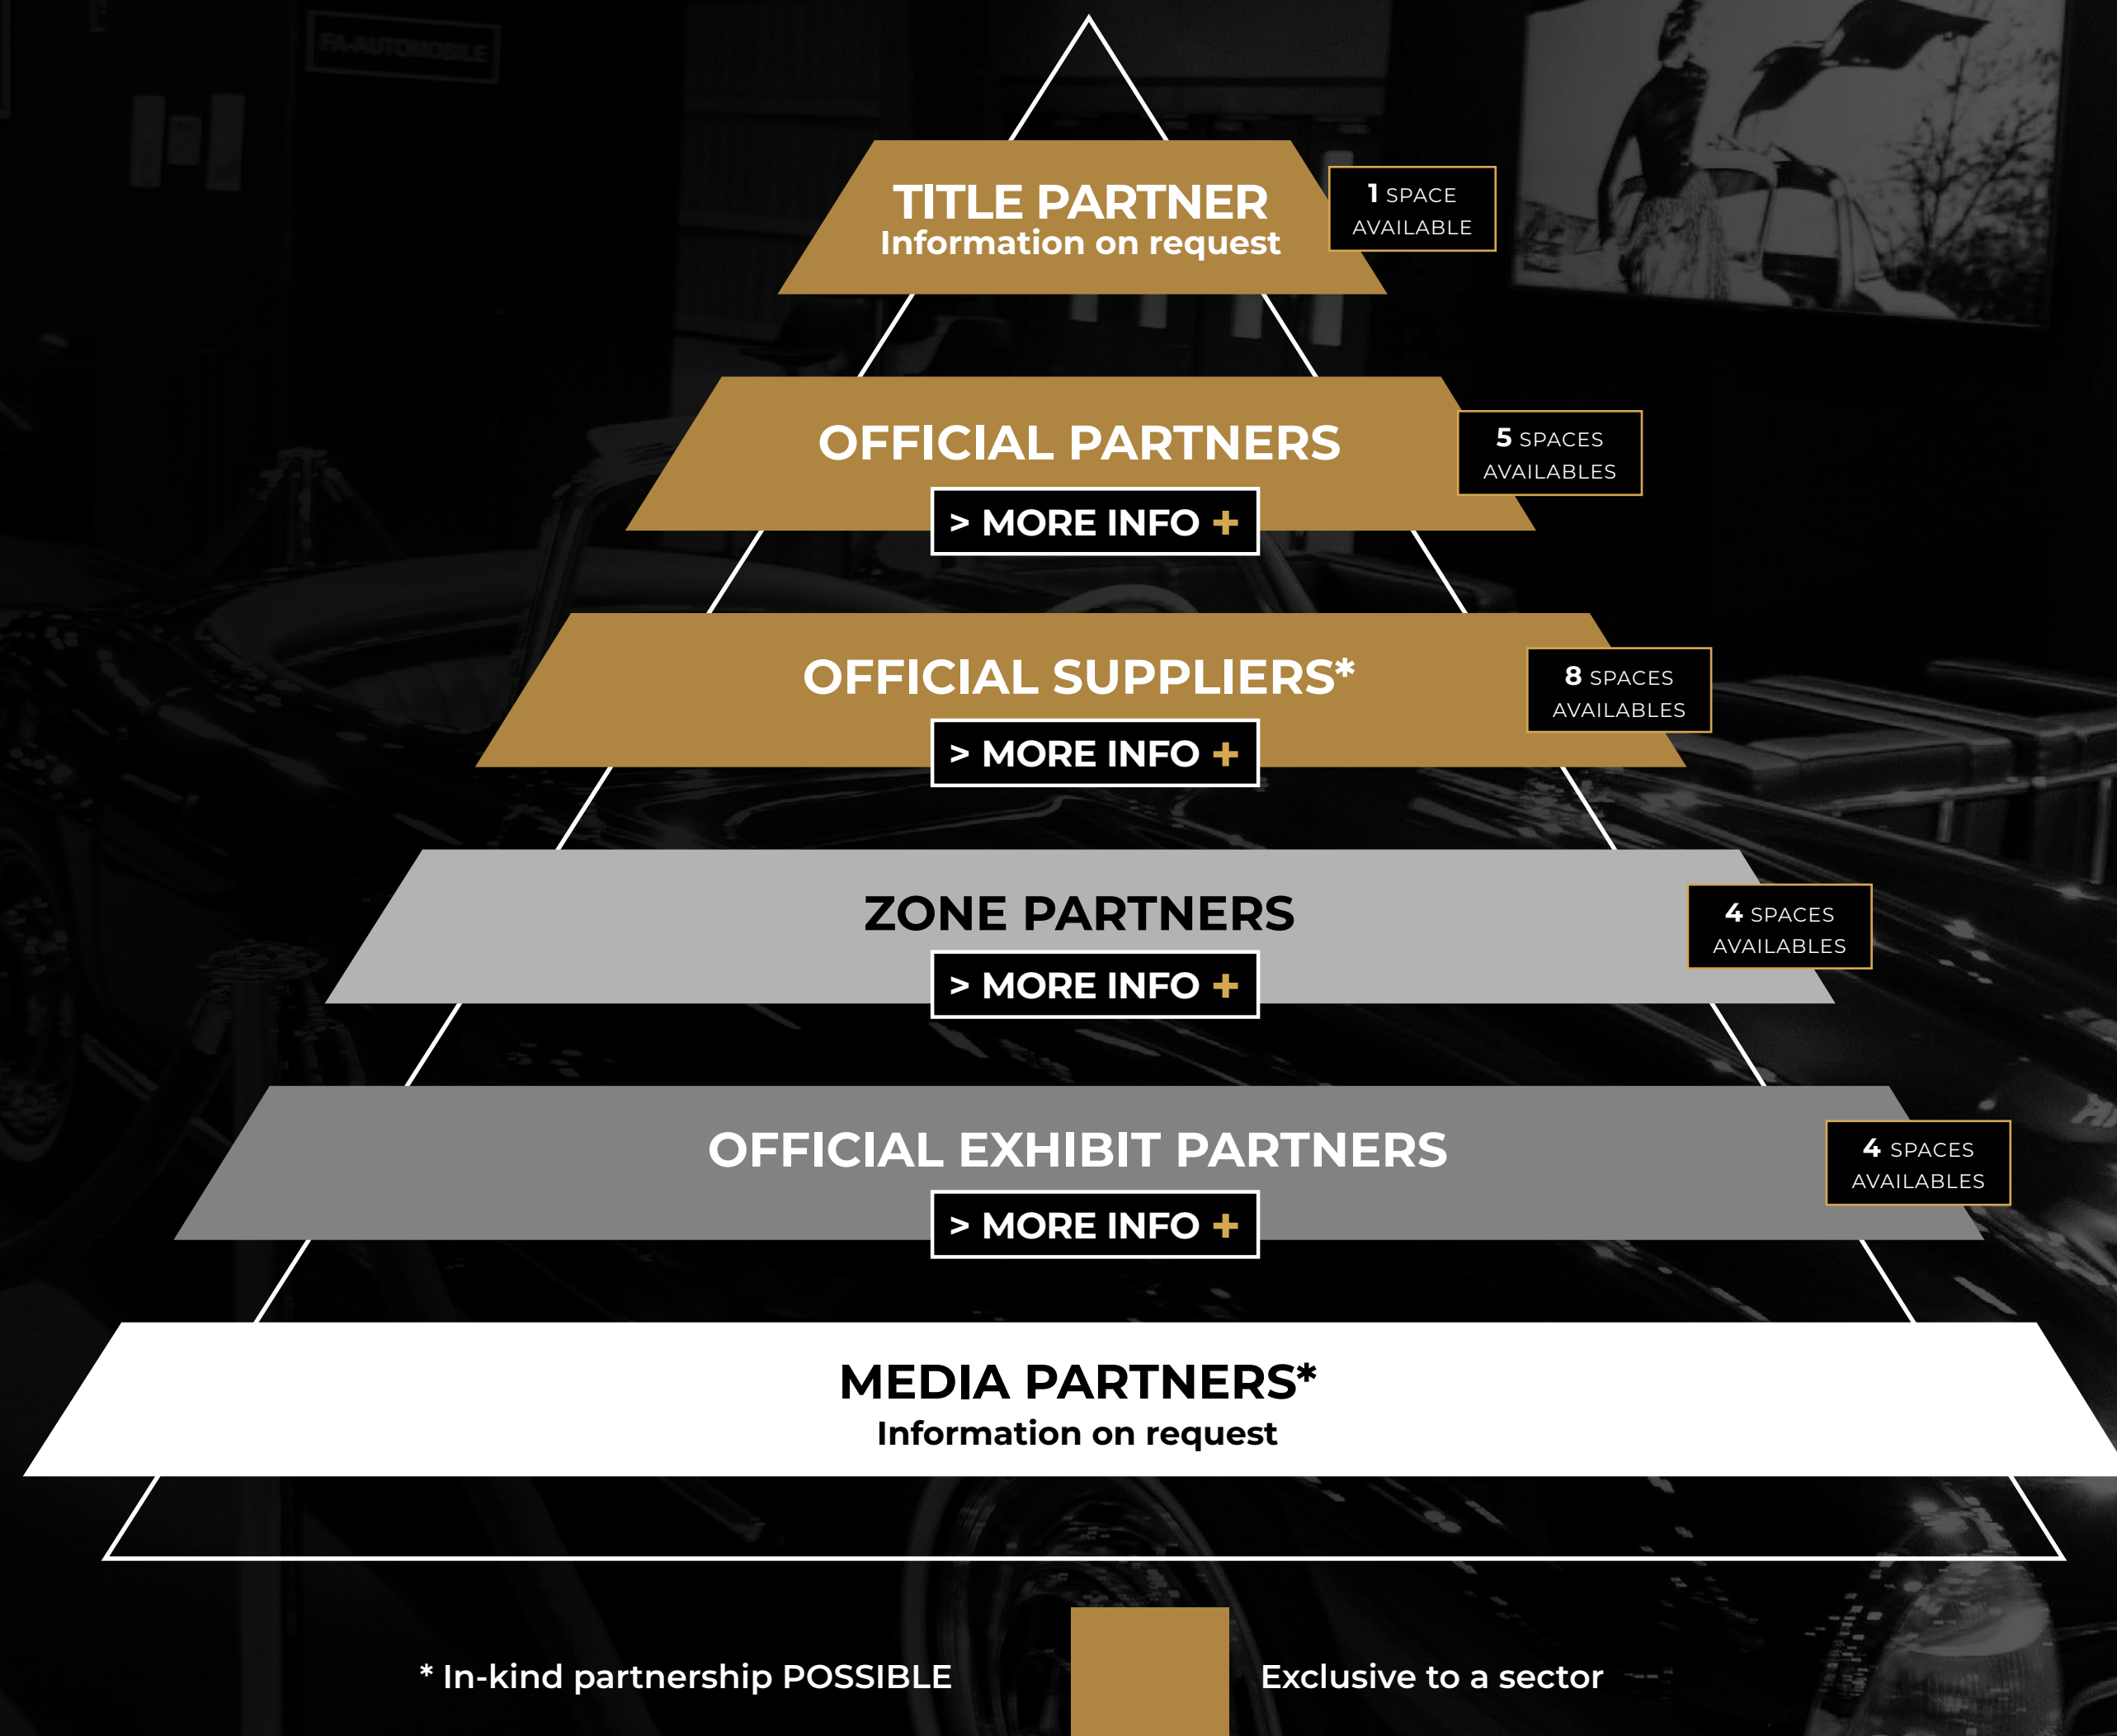 FA-AUTOMOBILE
TITLE PARTNER
Information on request
1 SPACE
AVAILABLE
OFFICIAL PARTNERS
5 SPACES
AVAILABLES
> MORE INFO +
OFFICIAL SUPPLIERS*
8 SPACES
AVAILABLES
> MORE INFO +
ZONE PARTNERS
4 SPACES
AVAILABLES
> MORE INFO +
OFFICIAL EXHIBIT PARTNERS
4 SPACES
AVAILABLES
> MORE INFO +
MEDIA PARTNERS*
Information on request
* In-kind partnership POSSIBLE
Exclusive to a sector